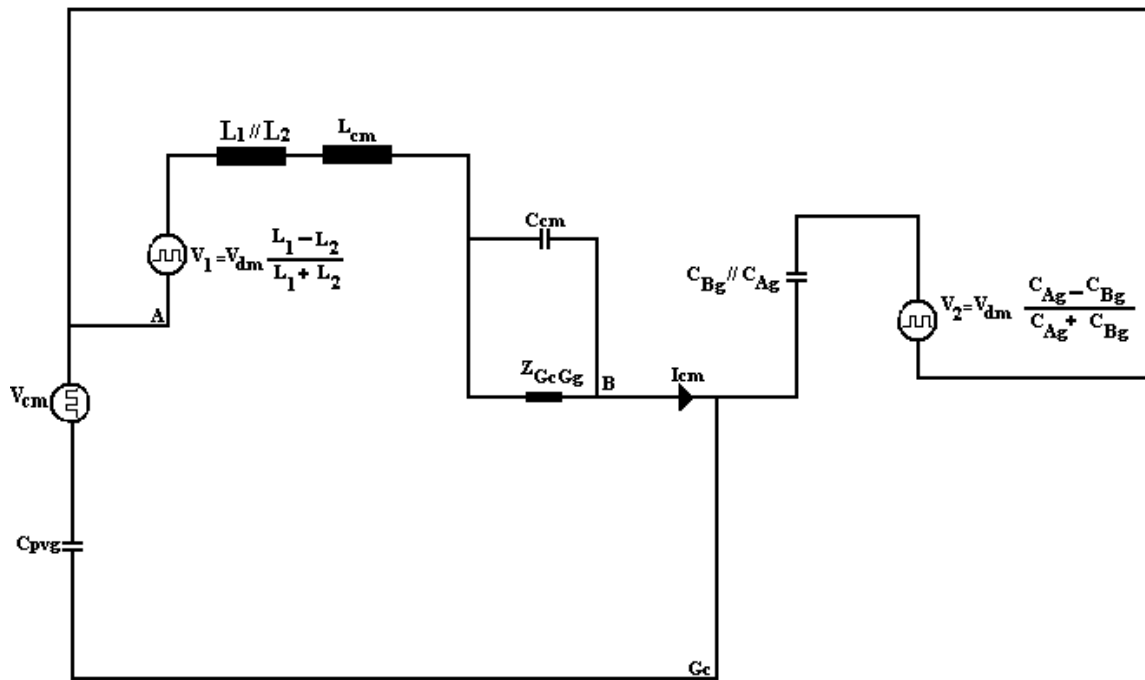 L1 // L2
Lcm
Ccm
V1 = Vdm (L1 − L2) / (L1 + L2)
CBg // CAg
V2 = Vdm (CAg − CBg) / (CAg + CBg)
A
ZGcGg
B
Icm
Vcm
Cpvg
Gc